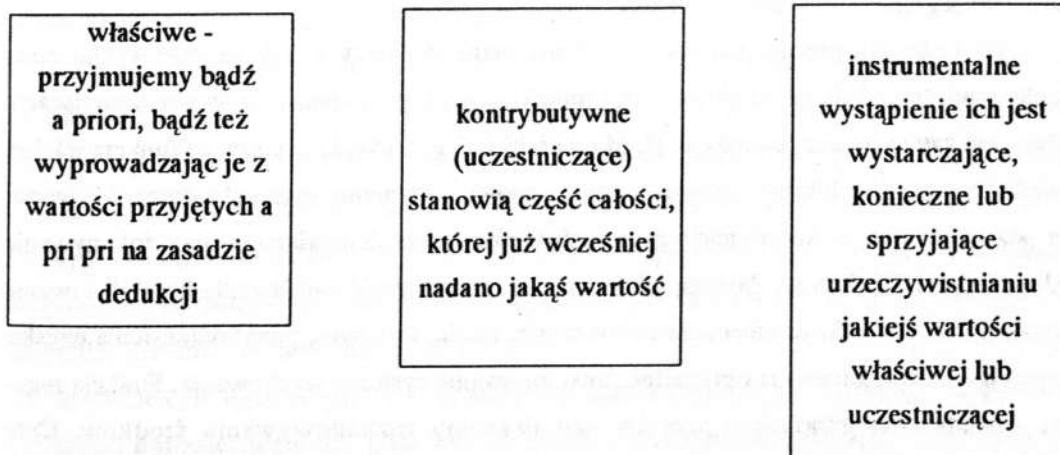 właściwe -
przyjmujemy bądź
a priori, bądź też
wyprowadzając je z
wartości przyjętych a
pri pri na zasadzie
dedukcji
kontrybutywne
(uczestniczące)
stanowią część całości,
której już wcześniej
nadano jakąś wartość
instrumentalne
wystąpienie ich jest
wystarczające,
konieczne lub
sprzyjające
urzeczywistnianiu
jakiejś wartości
właściwej lub
uczestniczącej